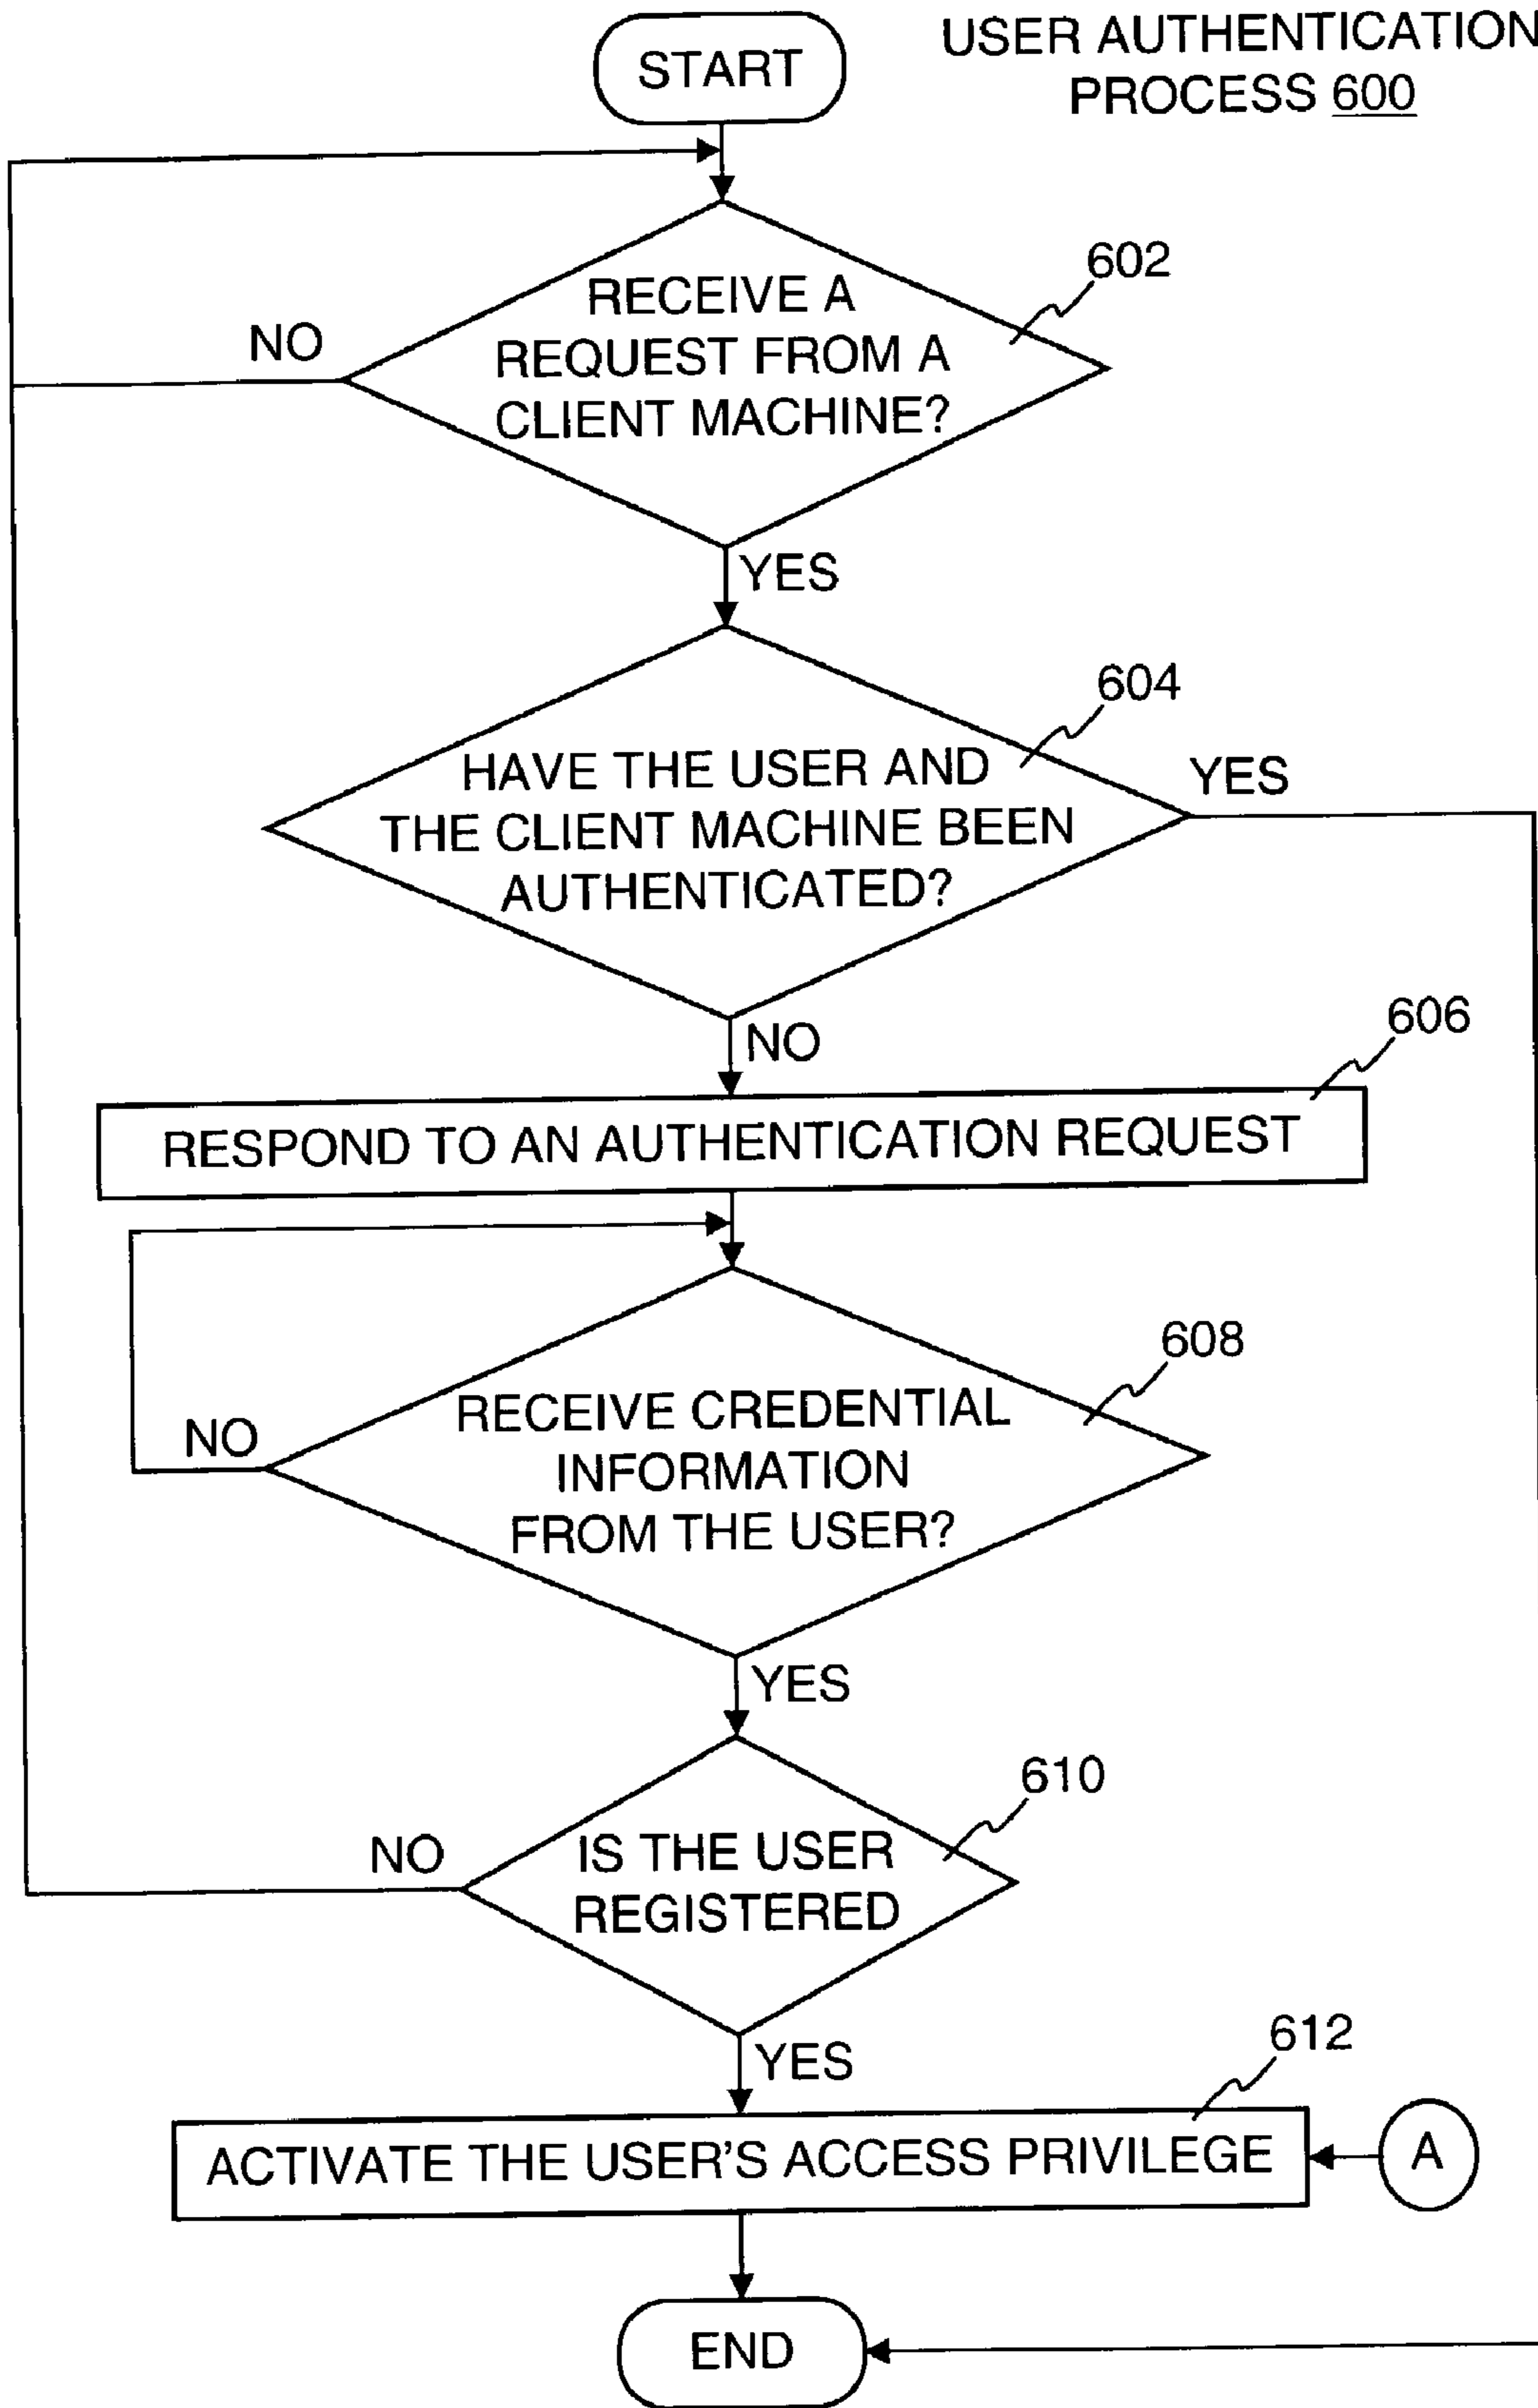 START
USER AUTHENTICATION
PROCESS 600
602
RECEIVE A
REQUEST FROM A
CLIENT MACHINE?
NO
YES
604
HAVE THE USER AND
THE CLIENT MACHINE BEEN
AUTHENTICATED?
YES
NO
606
RESPOND TO AN AUTHENTICATION REQUEST
608
RECEIVE CREDENTIAL
INFORMATION
FROM THE USER?
NO
YES
610
IS THE USER
REGISTERED
NO
YES
612
ACTIVATE THE USER'S ACCESS PRIVILEGE
A
END